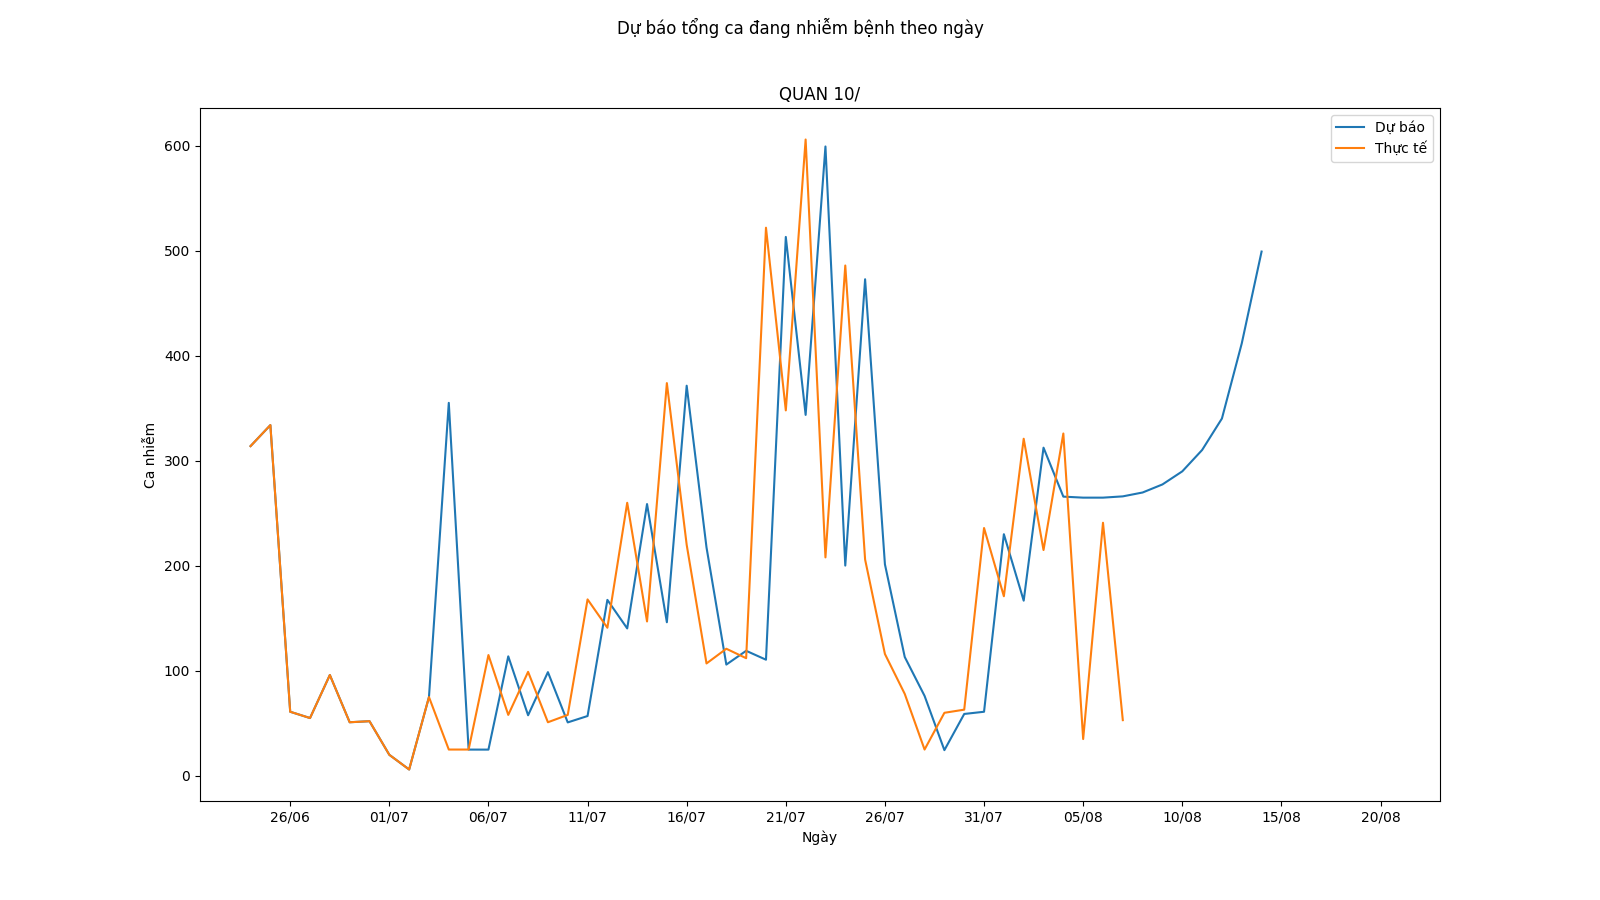 Dự báo tổng ca đang nhiễm bệnh theo ngày
QUAN 10/
Dự báo
Thực tế
600
500
400
300
200
100
0
Ca nhiễm
26/06 01/07 06/07 11/07 16/07 21/07 26/07 31/07 05/08 10/08 15/08 20/08
Ngày